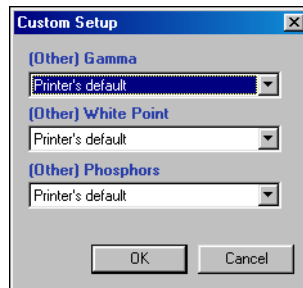 Custom Setup
(Other) Gamma
Printer's default
(Other) White Point
Printer's default
(Other) Phosphors
Printer's default
OK Cancel